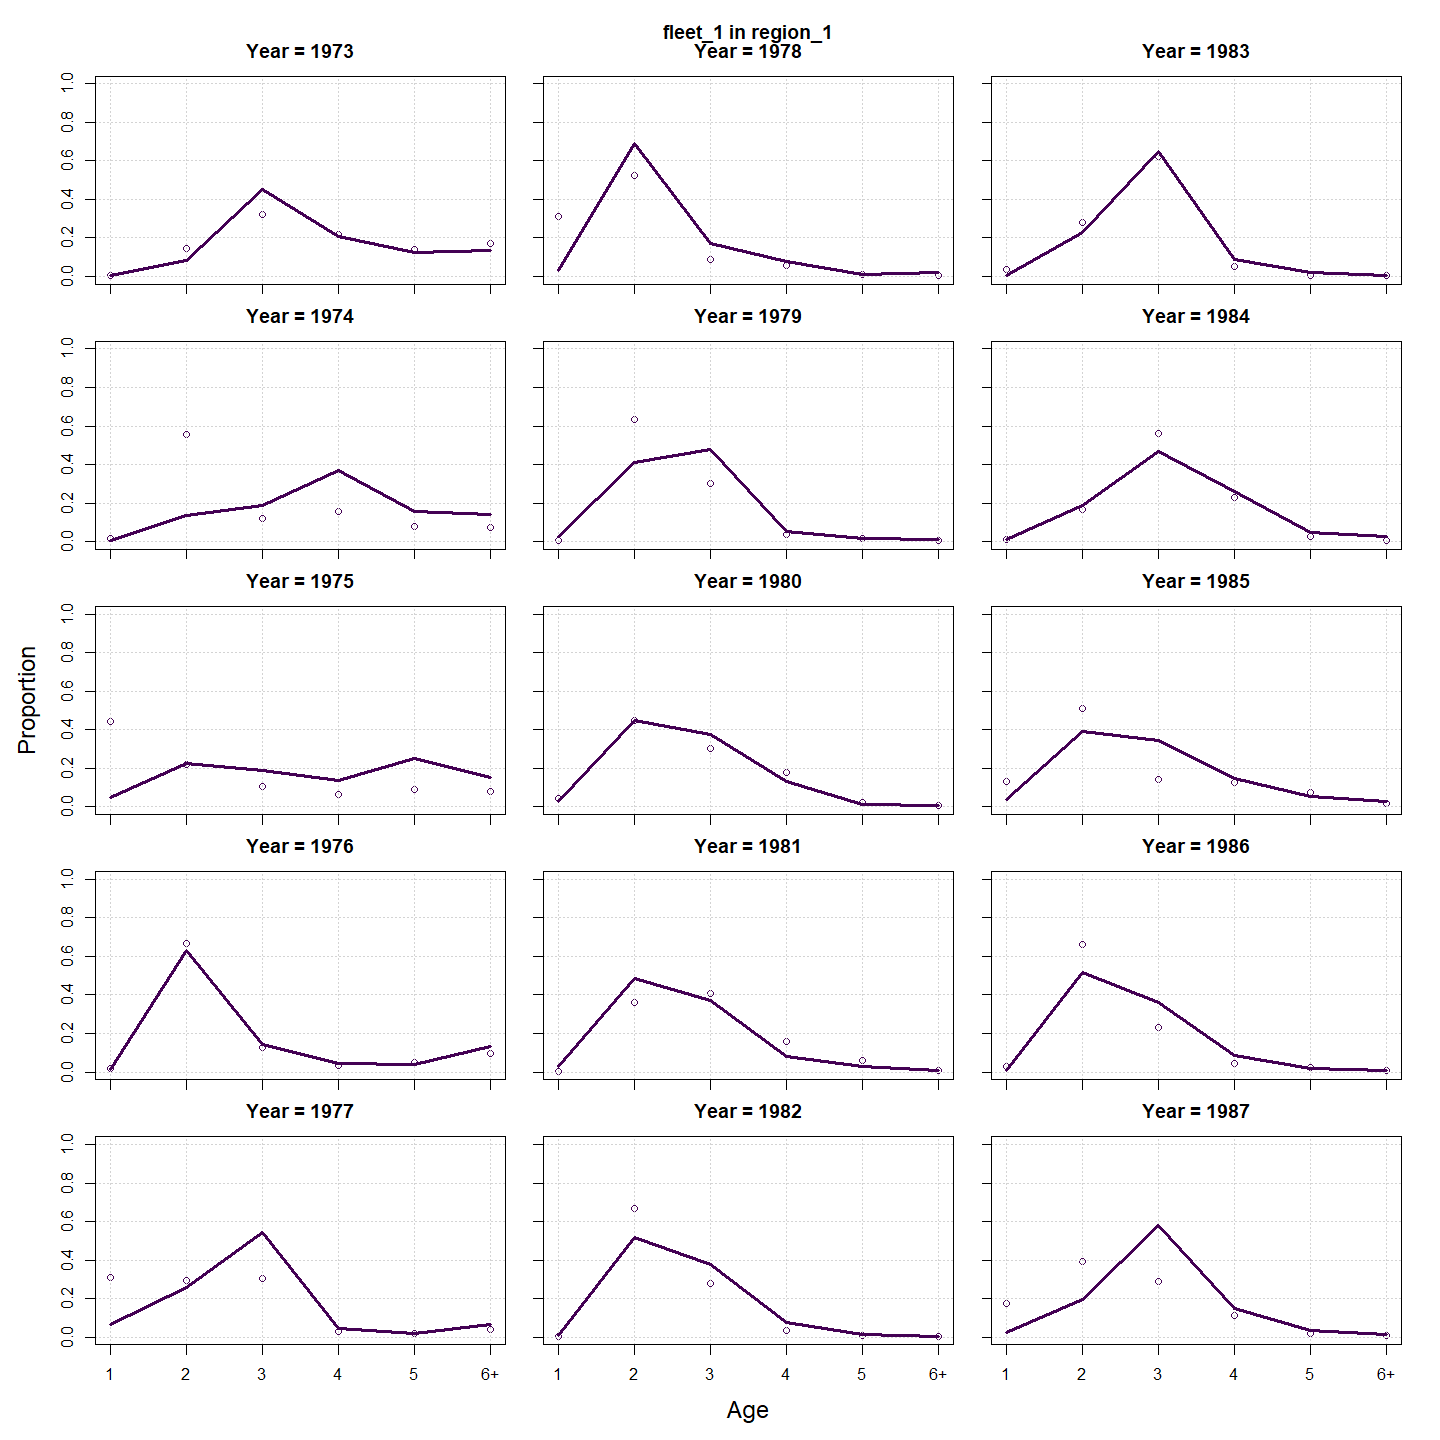 fleet_1 in region_1
Year = 1973 Year = 1978 Year = 1983
0.0 0.2 0.4 0.6 0.8 1.0
Year = 1974 Year = 1979 Year = 1984
0.0 0.2 0.4 0.6 0.8 1.0
Year = 1975 Year = 1980 Year = 1985
0.0 0.2 0.4 0.6 0.8 1.0
Proportion
Year = 1976 Year = 1981 Year = 1986
0.0 0.2 0.4 0.6 0.8 1.0
Year = 1977 Year = 1982 Year = 1987
0.0 0.2 0.4 0.6 0.8 1.0
1 2 3 4 5 6+ 1 2 3 4 5 6+ 1 2 3 4 5 6+
Age